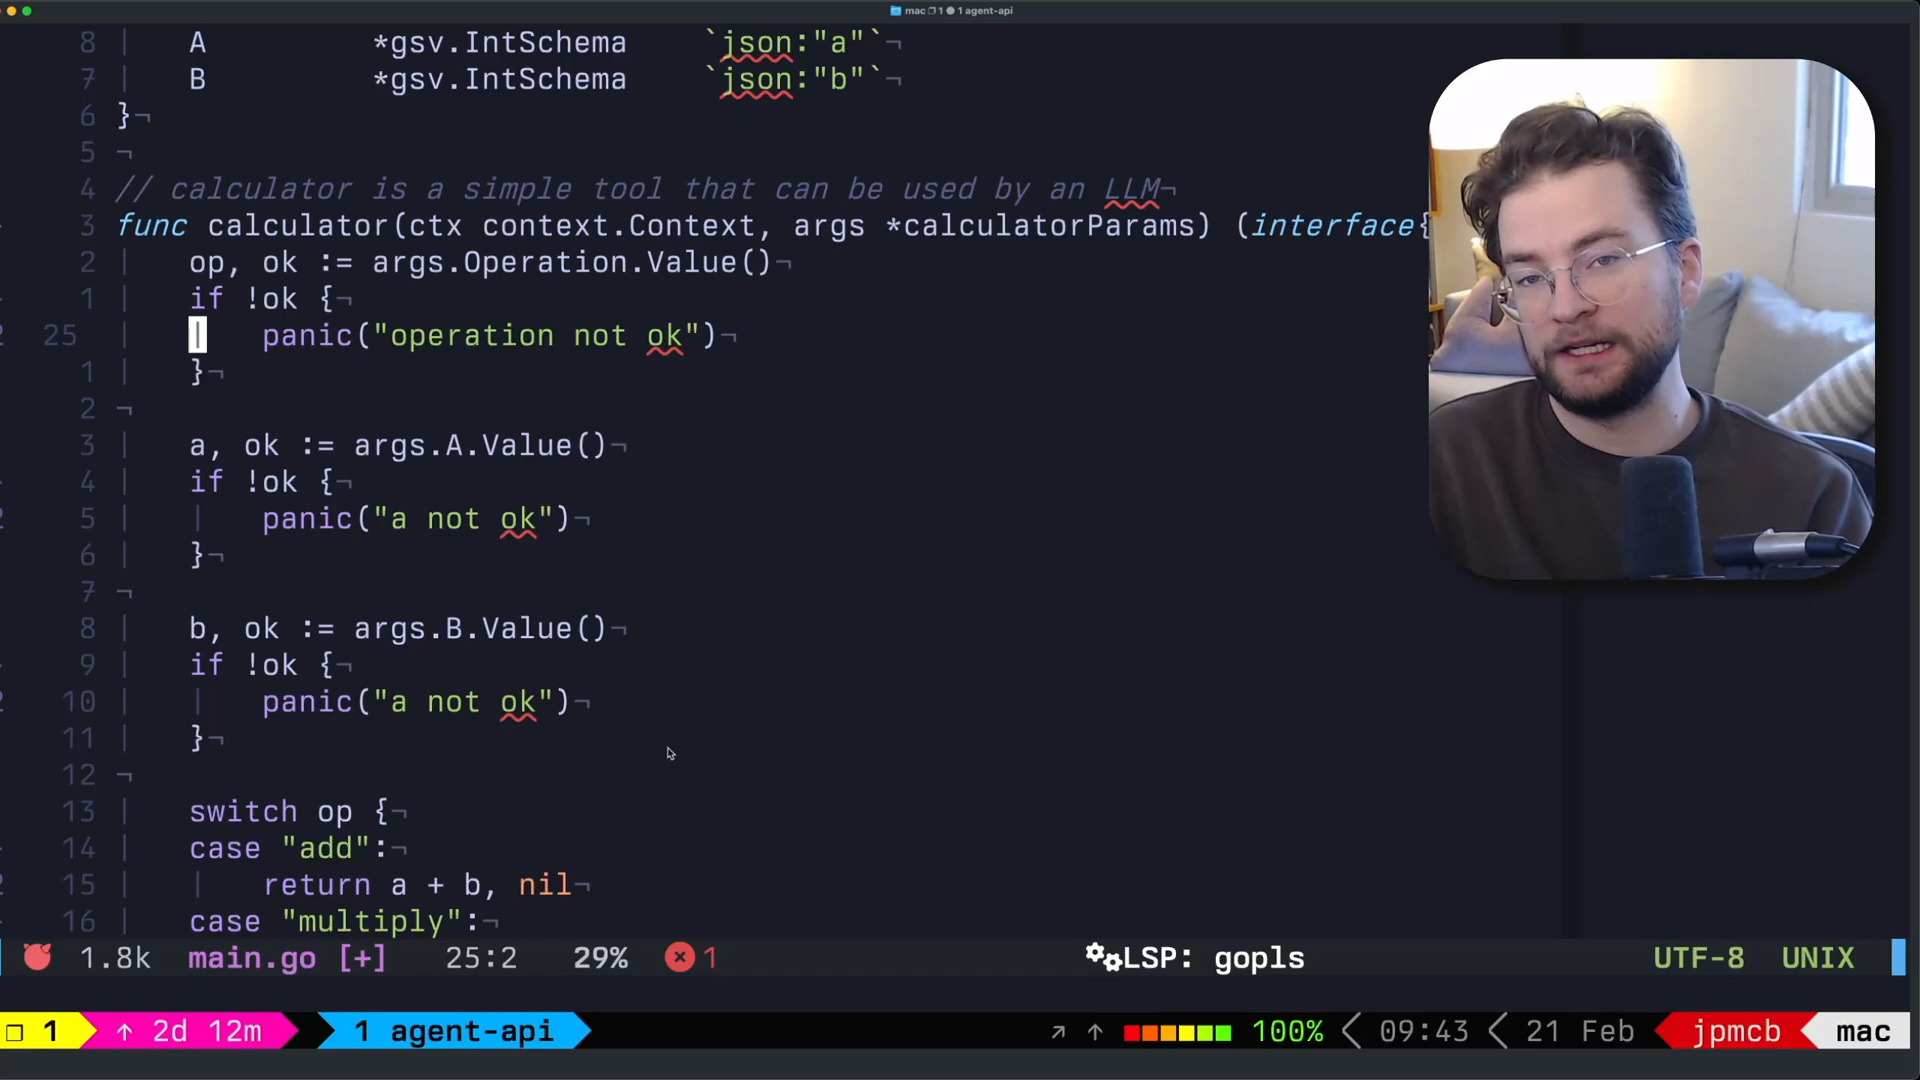 mac 1 1 agent-api
8 A *gsv.IntSchema `json:"a"`¬
7 B *gsv.IntSchema `json:"b"`¬
6 }¬
5 ¬
4 // calculator is a simple tool that can be used by an LLM¬
3 func calculator(ctx context.Context, args *calculatorParams) (interface{
2 op, ok := args.Operation.Value()¬
1 if !ok {¬
25 panic("operation not ok")¬
1 }¬
2 ¬
3 a, ok := args.A.Value()¬
4 if !ok {¬
5 panic("a not ok")¬
6 }¬
7 ¬
8 b, ok := args.B.Value()¬
9 if !ok {¬
10 panic("a not ok")¬
11 }¬
12 ¬
13 switch op {¬
14 case "add":¬
15 return a + b, nil¬
16 case "multiply":¬
1.8k main.go [+] 25:2 29% 1 LSP: gopls UTF-8 UNIX
1 ↑ 2d 12m 1 agent-api ↗ ↑ 100% 09:43 21 Feb jpmcb mac